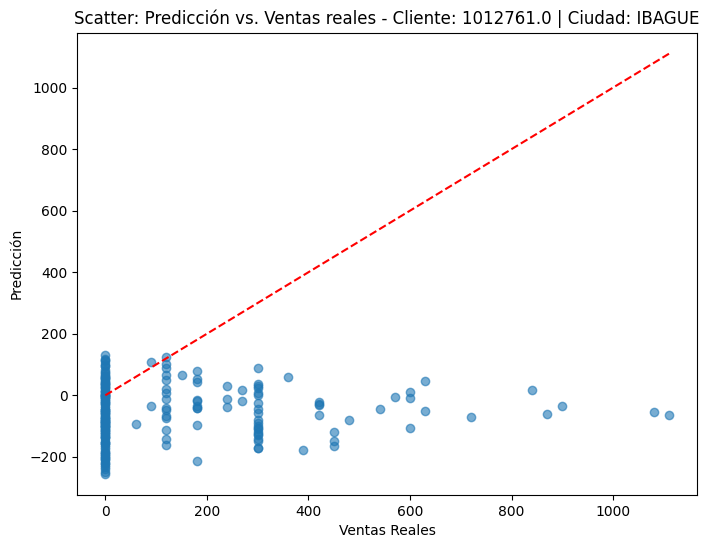 Scatter: Predicción vs. Ventas reales - Cliente: 1012761.0 | Ciudad: IBAGUE
1000
800
600
400
200
0
−200
Predicción
0 200 400 600 800 1000
Ventas Reales